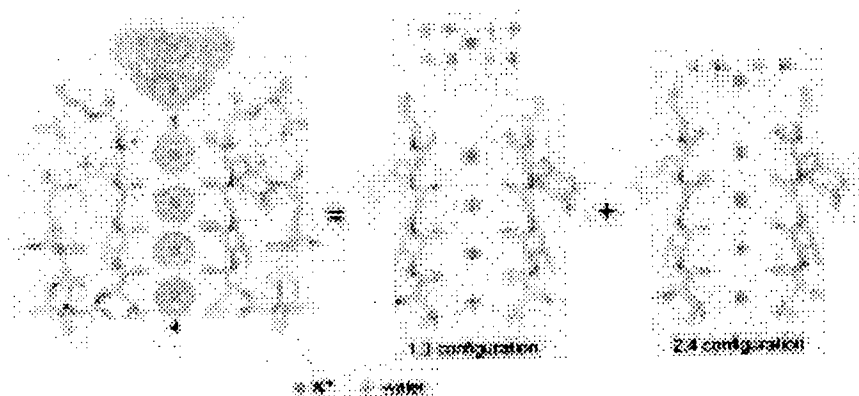 =
+
1,3 configuration
2,4 configuration
K⁺ water